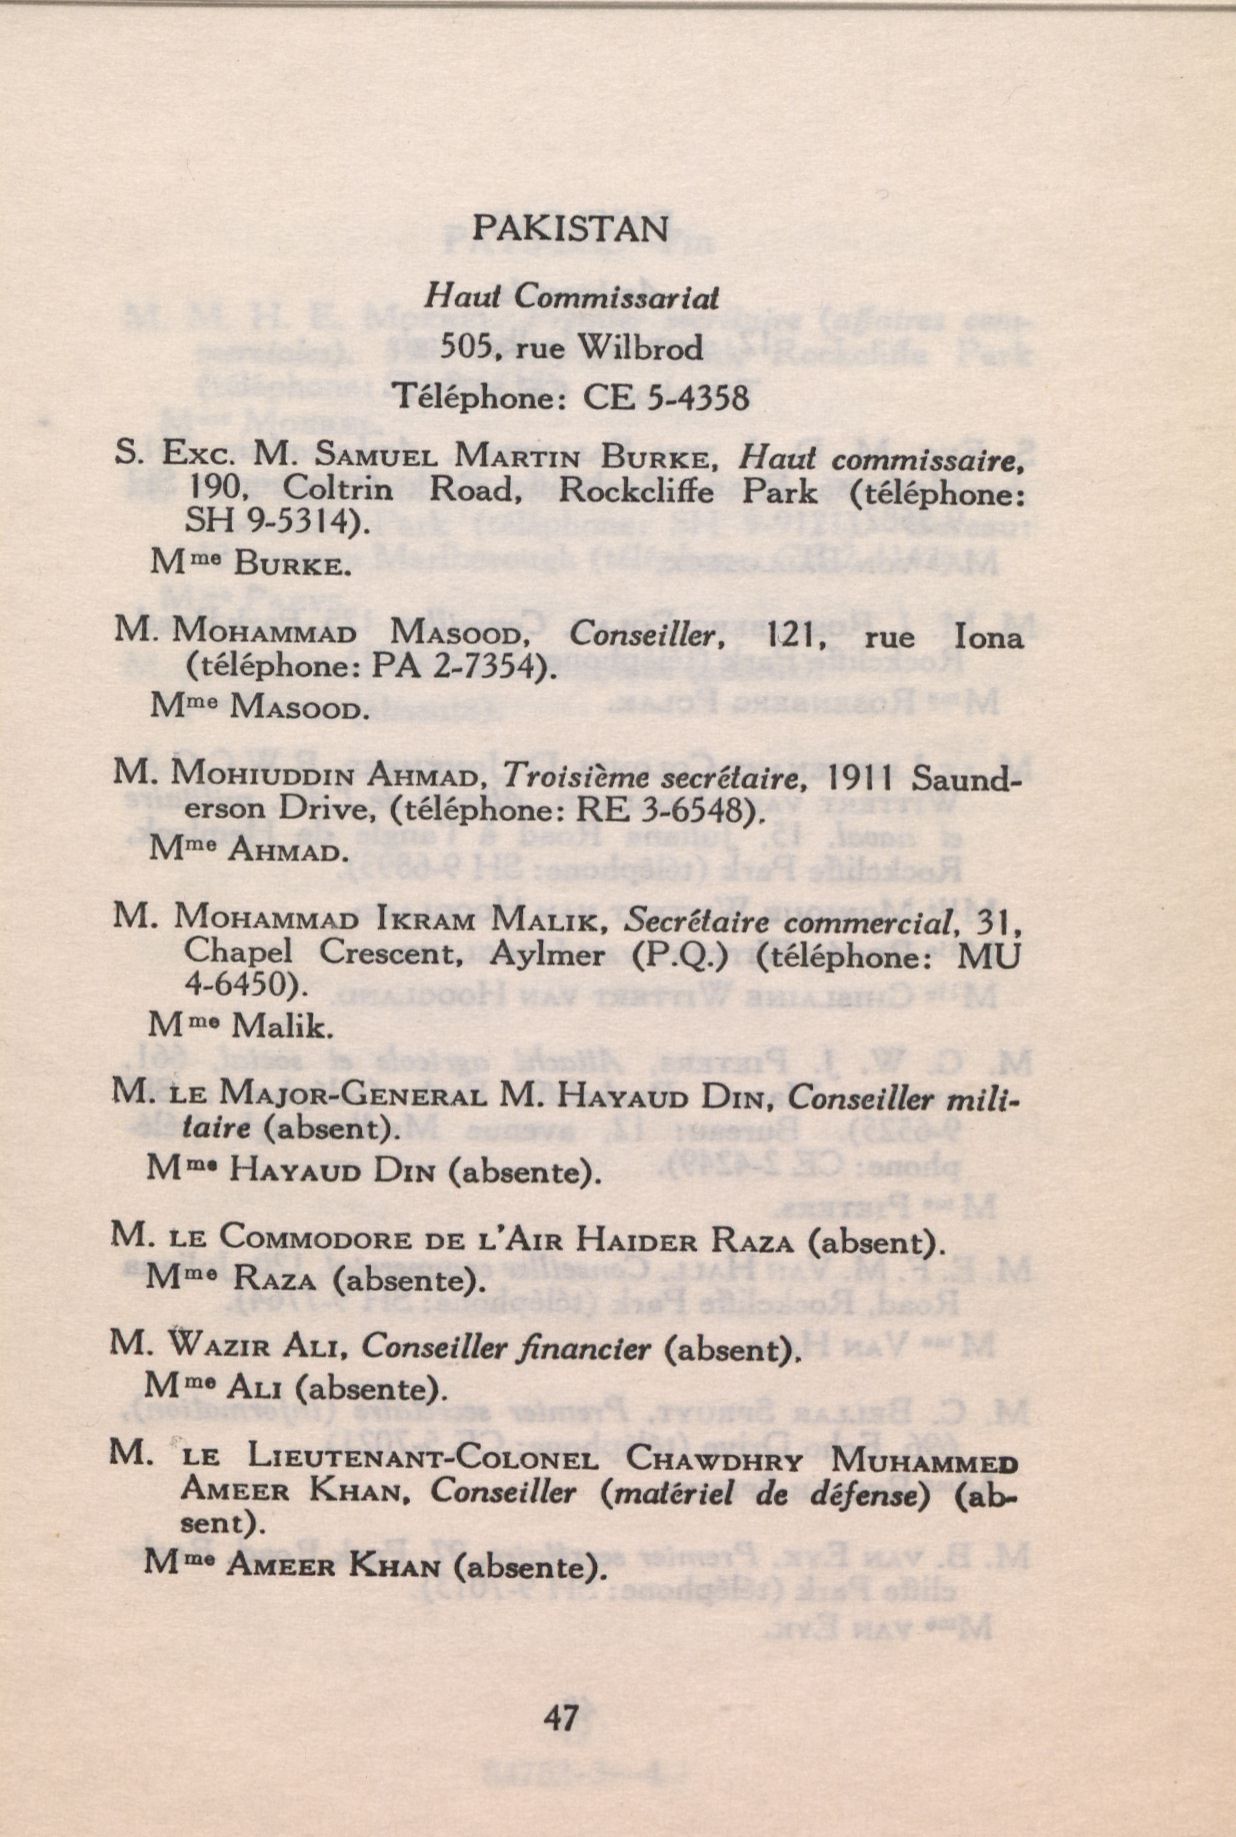 PAKISTAN
Haut Commissariat
505, rue Wilbrod
Téléphone: CE 5-4358
S. Exc. M. Samuel Martin Burke, Haut commissaire,
190, Coltrin Road, Rockcliffe Park (téléphone:
SH 9-5314).
Mme Burke.
M. Mohammad Masood, Conseiller, 121, rue Iona
(téléphone: PA 2-7354).
Mme Masood.
M. Mohiuddin Ahmad, Troisième secrétaire, 1911 Saund-
erson Drive, (téléphone: RE 3-6548).
Mme Ahmad.
M. Mohammad Ikram Malik, Secrétaire commercial, 31,
Chapel Crescent, Aylmer (P.Q.) (téléphone: MU
4-6450).
Mme Malik.
M. le Major-General M. Hayaud Din, Conseiller mili-
taire (absent).
Mme Hayaud Din (absente).
M. le Commodore de l'Air Haider Raza (absent).
Mme Raza (absente).
M. Wazir Ali, Conseiller financier (absent).
Mme Ali (absente).
M. le Lieutenant-Colonel Chawdhry Muhammed
Ameer Khan, Conseiller (matériel de défense) (ab-
sent).
Mme Ameer Khan (absente).
47